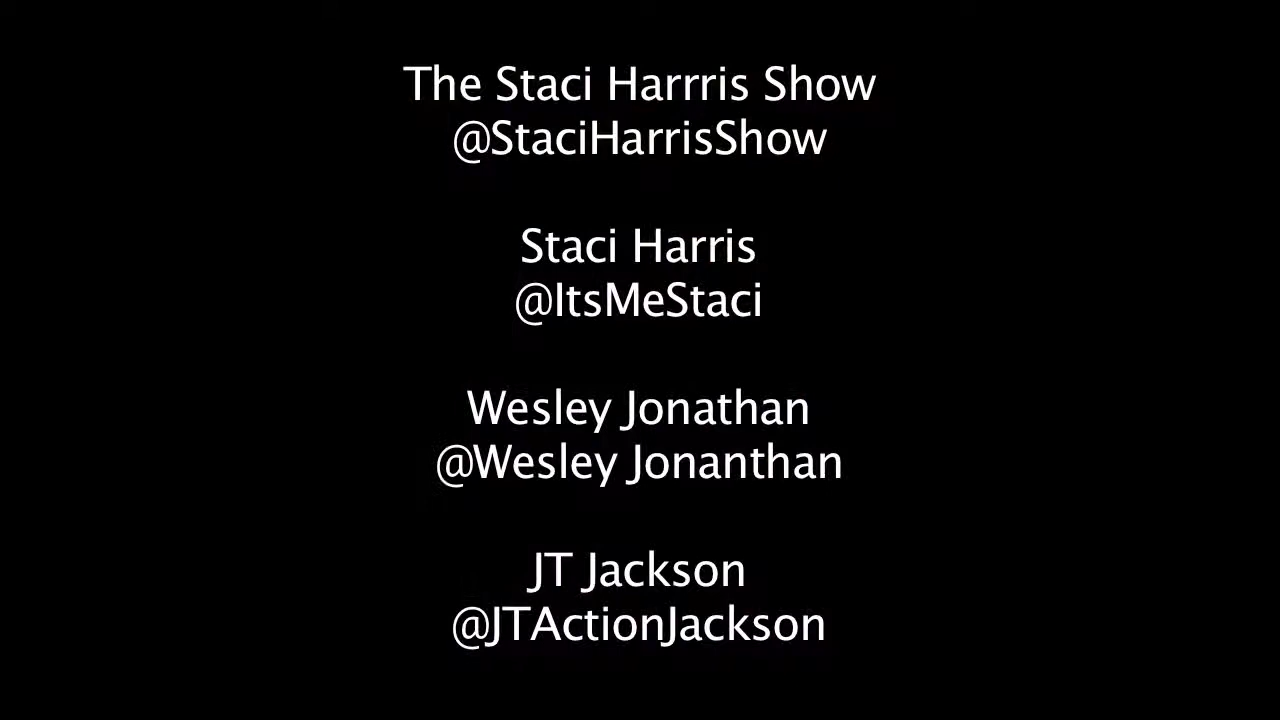 The Staci Harrris Show
@StaciHarrisShow
Staci Harris
@ItsMeStaci
Wesley Jonathan
@Wesley Jonanthan
JT Jackson
@JTActionJackson